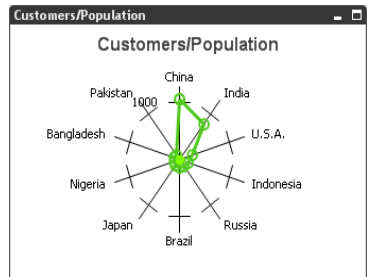 Customers/Population
Customers/Population
China
Pakistan
1000
India
Bangladesh
U.S.A.
Nigeria
Indonesia
Japan
Russia
Brazil